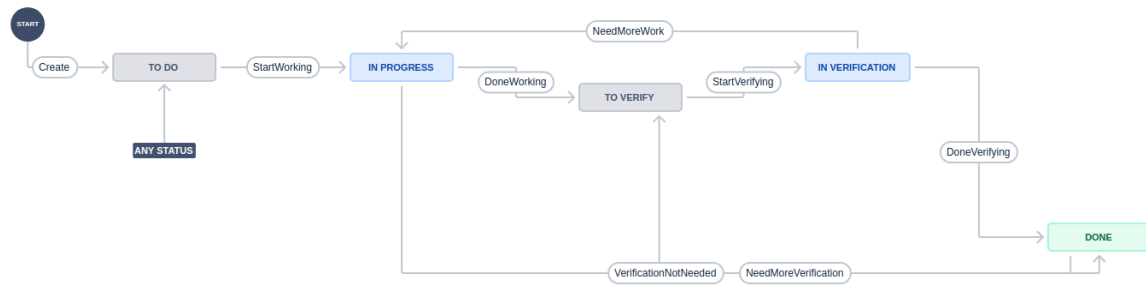 START
NeedMoreWork
Create
TO DO
StartWorking
IN PROGRESS
DoneWorking
TO VERIFY
StartVerifying
IN VERIFICATION
ANY STATUS
DoneVerifying
DONE
VerificationNotNeeded
NeedMoreVerification